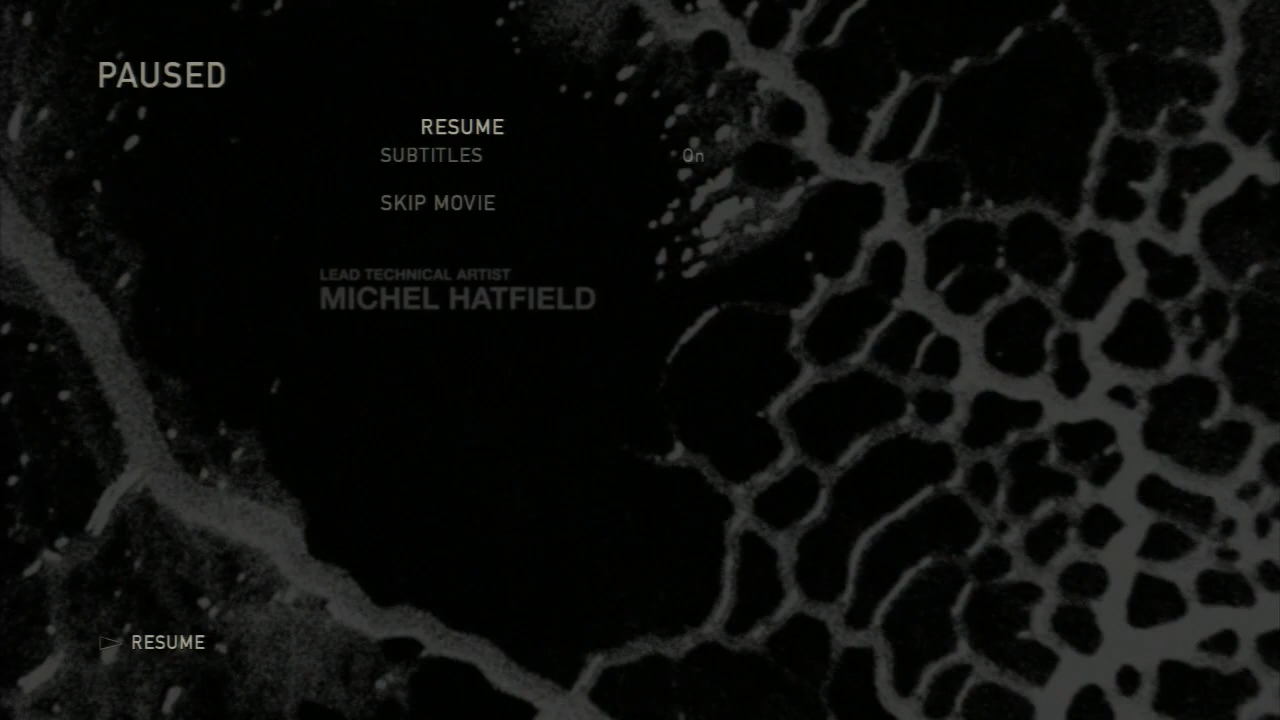 PAUSED
RESUME
SUBTITLES On
SKIP MOVIE
LEAD TECHNICAL ARTIST
MICHEL HATFIELD
RESUME